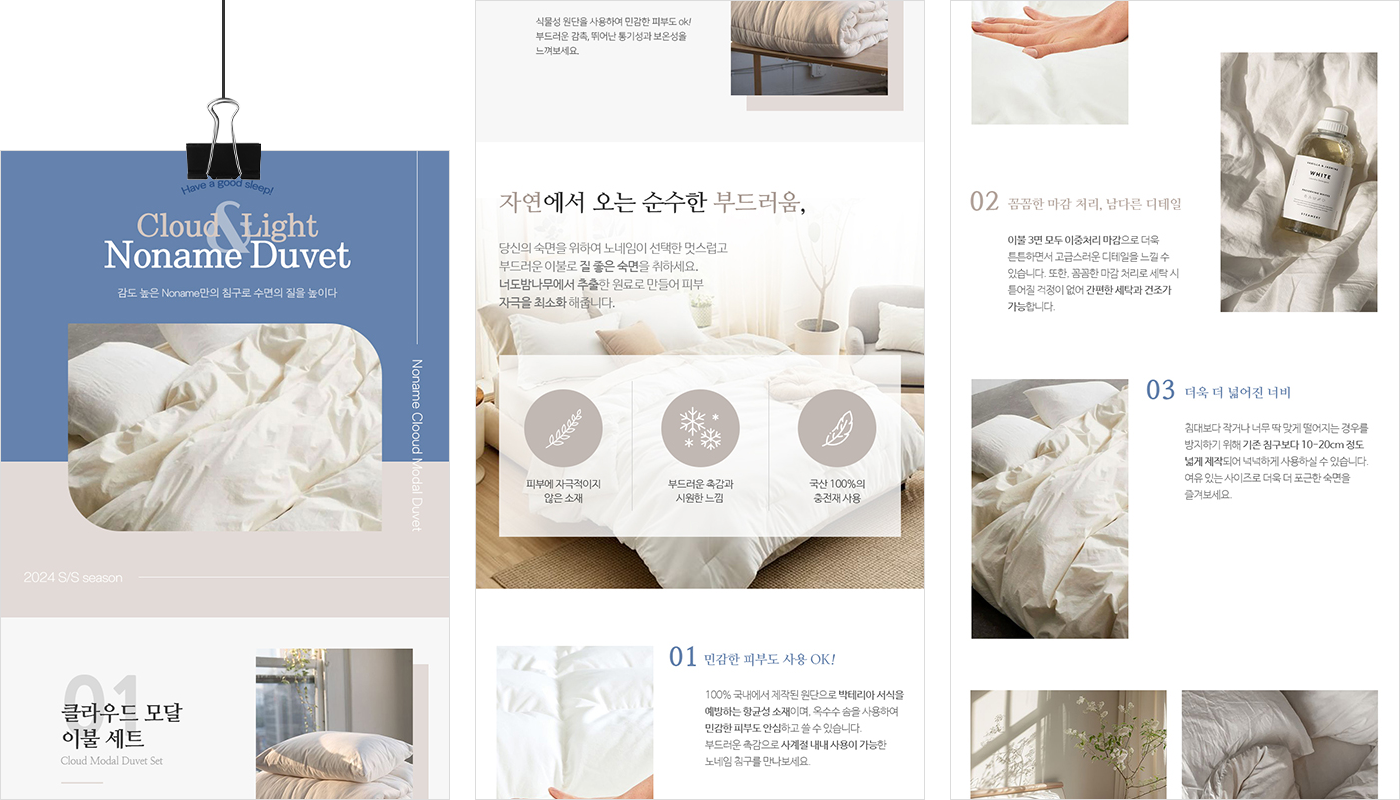 Have a good sleep!
Cloud & Light
Noname Duvet
감도 높은 Noname만의 침구로 수면의 질을 높이다
Noname Clooud Modal Duvet
2024 S/S season
01
클라우드 모달
이불 세트
Cloud Modal Duvet Set
식물성 원단을 사용하여 민감한 피부도 ok!
부드러운 감촉, 뛰어난 통기성과 보온성을
느껴보세요.
자연에서 오는 순수한 부드러움,
당신의 숙면을 위하여 노네임이 선택한 멋스럽고
부드러운 이불로 질 좋은 숙면을 취하세요.
너도밤나무에서 추출한 원료로 만들어 피부
자극을 최소화 해줍니다.
피부에 자극적이지
않은 소재
부드러운 촉감과
시원한 느낌
국산 100%의
충전재 사용
01 민감한 피부도 사용 OK!
100% 국내에서 제작된 원단으로 박테리아 서식을
예방하는 항균성 소재이며, 옥수수 솜을 사용하여
민감한 피부도 안심하고 쓸 수 있습니다.
부드러운 촉감으로 사계절 내내 사용이 가능한
노네임 침구를 만나보세요.
WHITE
02 꼼꼼한 마감 처리, 남다른 디테일
이불 3면 모두 이중처리 마감으로 더욱
튼튼하면서 고급스러운 디테일을 느낄 수
있습니다. 또한, 꼼꼼한 마감 처리로 세탁 시
틀어질 걱정이 없어 간편한 세탁과 건조가
가능합니다.
03 더욱 더 넓어진 너비
침대보다 작거나 너무 딱 맞게 떨어지는 경우를
방지하기 위해 기존 침구보다 10~20cm 정도
넓게 제작되어 넉넉하게 사용하실 수 있습니다.
여유 있는 사이즈로 더욱 더 포근한 숙면을
즐겨보세요.